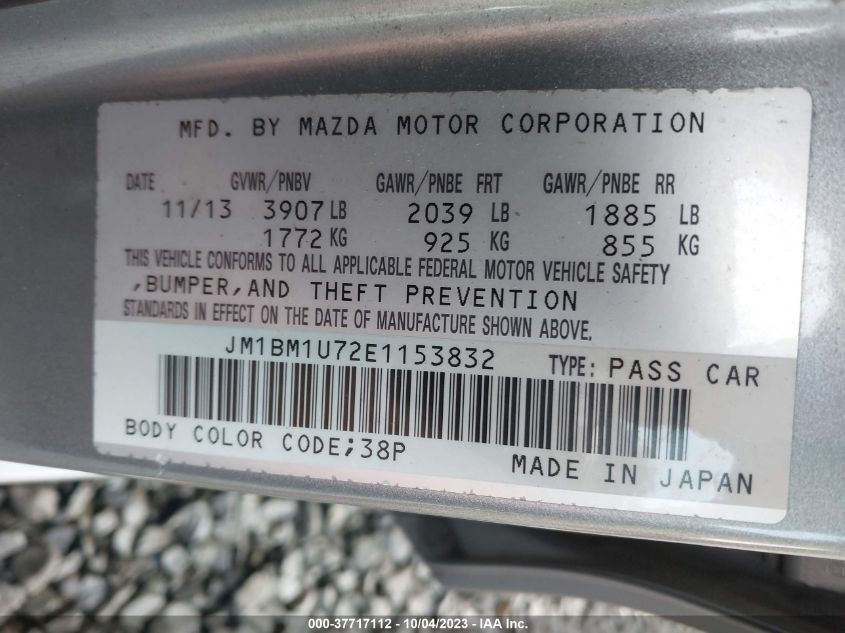 MFD. BY MAZDA MOTOR CORPORATION
DATE GVWR/PNBV GAWR/PNBE FRT GAWR/PNBE RR
11/13 3907 LB 2039 LB 1885 LB
1772 KG 925 KG 855 KG
THIS VEHICLE CONFORMS TO ALL APPLICABLE FEDERAL MOTOR VEHICLE SAFETY
,BUMPER,AND THEFT PREVENTION
STANDARDS IN EFFECT ON THE DATE OF MANUFACTURE SHOWN ABOVE.
JM1BM1U72E1153832 TYPE: PASS CAR
BODY COLOR CODE;38P
MADE IN JAPAN
000-37717112 - 10/04/2023 - IAA Inc.